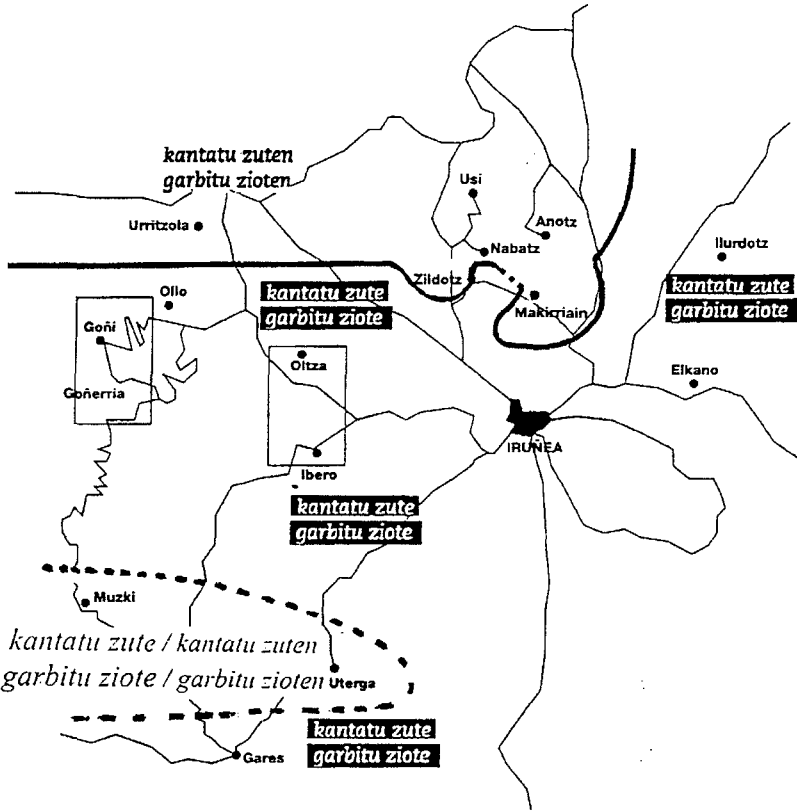 kantatu zuten
garbitu zioten
Usi
Urritzola
Anotz
Nabatz
Ilurdotz
Zildotz
Ollo
kantatu zute
garbitu ziote
kantatu zute
garbitu ziote
Makirriain
Goñi
Oltza
Elkano
Goñerria
IRUÑEA
Ibero
kantatu zute
garbitu ziote
Muzki
kantatu zute / kantatu zuten
garbitu ziote / garbitu zioten
Uterga
kantatu zute
garbitu ziote
Gares